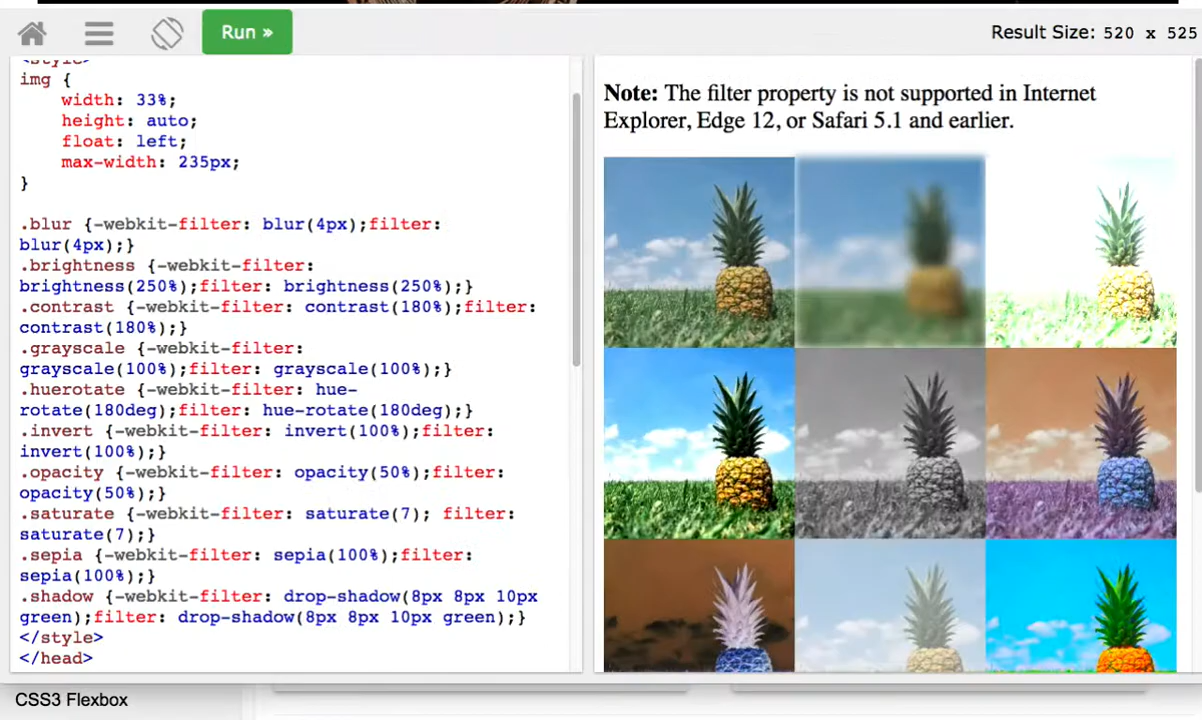 Run »
Result Size: 520 x 525
<style>
img {
width: 33%;
height: auto;
float: left;
max-width: 235px;
}
.blur {-webkit-filter: blur(4px);filter:
blur(4px);}
.brightness {-webkit-filter:
brightness(250%);filter: brightness(250%);}
.contrast {-webkit-filter: contrast(180%);filter:
contrast(180%);}
.grayscale {-webkit-filter:
grayscale(100%);filter: grayscale(100%);}
.huerotate {-webkit-filter: hue-
rotate(180deg);filter: hue-rotate(180deg);}
.invert {-webkit-filter: invert(100%);filter:
invert(100%);}
.opacity {-webkit-filter: opacity(50%);filter:
opacity(50%);}
.saturate {-webkit-filter: saturate(7); filter:
saturate(7);}
.sepia {-webkit-filter: sepia(100%);filter:
sepia(100%);}
.shadow {-webkit-filter: drop-shadow(8px 8px 10px
green);filter: drop-shadow(8px 8px 10px green);}
</style>
</head>
Note: The filter property is not supported in Internet
Explorer, Edge 12, or Safari 5.1 and earlier.
CSS3 Flexbox